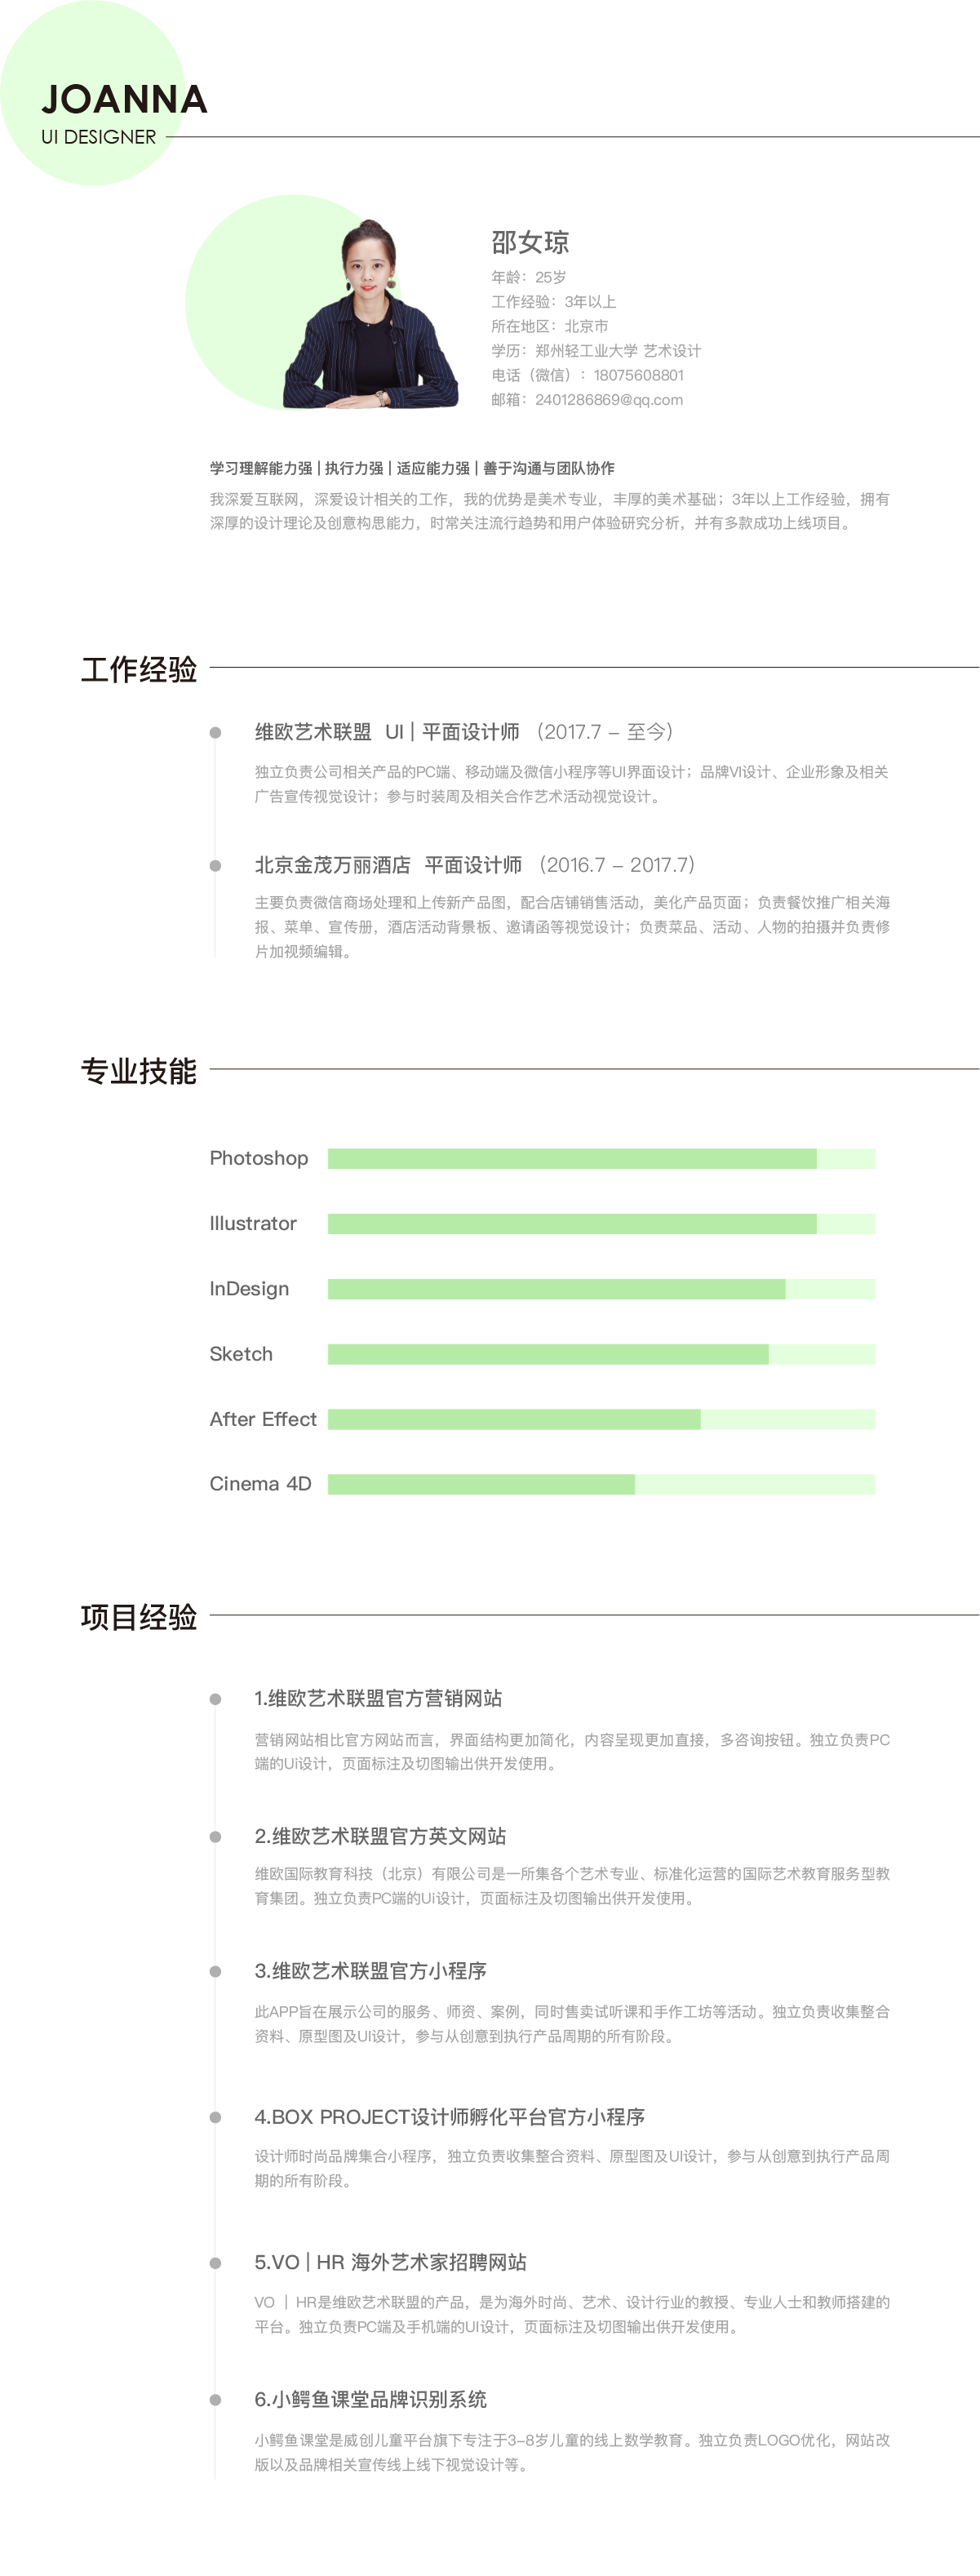 JOANNA
UI DESIGNER
邵女琼
年龄：25岁
工作经验：3年以上
所在地区：北京市
学历：郑州轻工业大学 艺术设计
电话（微信）：18075608801
邮箱：2401286869@qq.com
学习理解能力强 | 执行力强 | 适应能力强 | 善于沟通与团队协作
我深爱互联网，深爱设计相关的工作，我的优势是美术专业，丰厚的美术基础；3年以上工作经验，拥有
深厚的设计理论及创意构思能力，时常关注流行趋势和用户体验研究分析，并有多款成功上线项目。
工作经验
维欧艺术联盟 UI | 平面设计师 （2017.7 – 至今）
独立负责公司相关产品的PC端、移动端及微信小程序等UI界面设计；品牌VI设计、企业形象及相关
广告宣传视觉设计；参与时装周及相关合作艺术活动视觉设计。
北京金茂万丽酒店 平面设计师 （2016.7 – 2017.7）
主要负责微信商场处理和上传新产品图，配合店铺销售活动，美化产品页面；负责餐饮推广相关海
报、菜单、宣传册，酒店活动背景板、邀请函等视觉设计；负责菜品、活动、人物的拍摄并负责修
片加视频编辑。
专业技能
Photoshop
Illustrator
InDesign
Sketch
After Effect
Cinema 4D
项目经验
1.维欧艺术联盟官方营销网站
营销网站相比官方网站而言，界面结构更加简化，内容呈现更加直接，多咨询按钮。独立负责PC
端的Ui设计，页面标注及切图输出供开发使用。
2.维欧艺术联盟官方英文网站
维欧国际教育科技（北京）有限公司是一所集各个艺术专业、标准化运营的国际艺术教育服务型教
育集团。独立负责PC端的Ui设计，页面标注及切图输出供开发使用。
3.维欧艺术联盟官方小程序
此APP旨在展示公司的服务、师资、案例，同时售卖试听课和手作工坊等活动。独立负责收集整合
资料、原型图及UI设计，参与从创意到执行产品周期的所有阶段。
4.BOX PROJECT设计师孵化平台官方小程序
设计师时尚品牌集合小程序，独立负责收集整合资料、原型图及UI设计，参与从创意到执行产品周
期的所有阶段。
5.VO | HR 海外艺术家招聘网站
VO | HR是维欧艺术联盟的产品，是为海外时尚、艺术、设计行业的教授、专业人士和教师搭建的
平台。独立负责PC端及手机端的UI设计，页面标注及切图输出供开发使用。
6.小鳄鱼课堂品牌识别系统
小鳄鱼课堂是威创儿童平台旗下专注于3–8岁儿童的线上数学教育。独立负责LOGO优化，网站改
版以及品牌相关宣传线上线下视觉设计等。